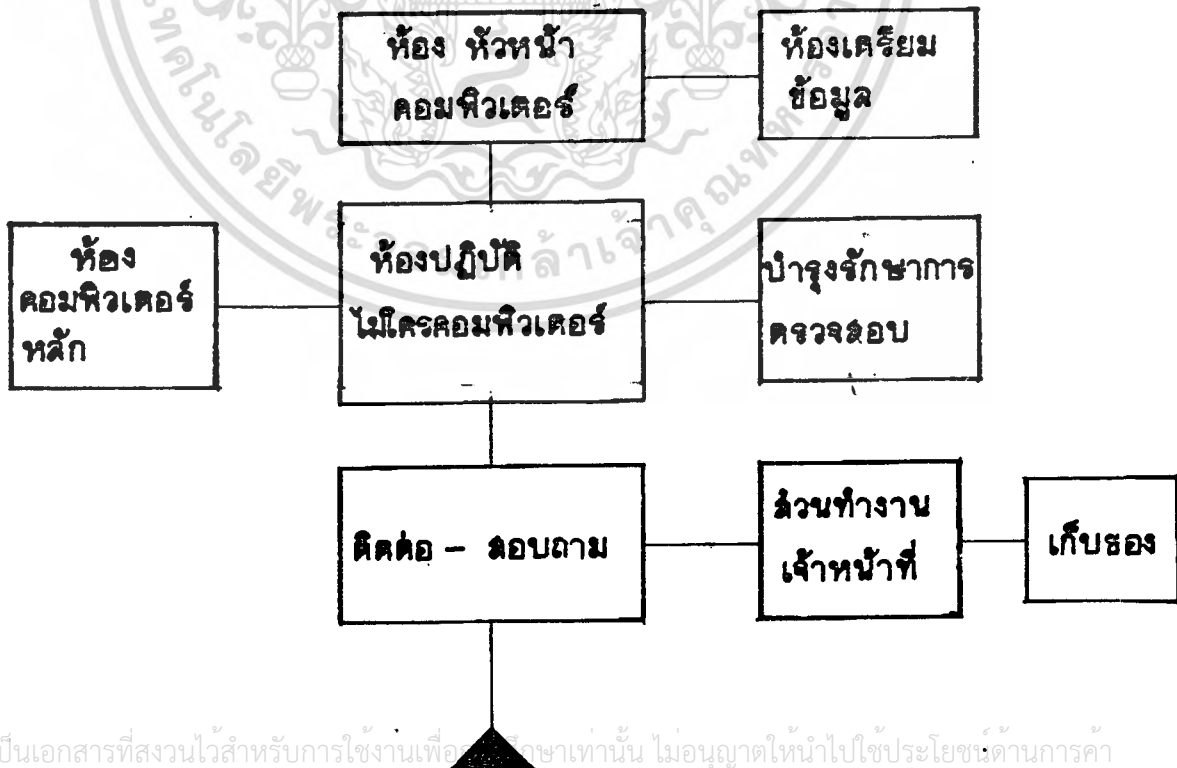 ห้อง หัวหน้า
คอมพิวเตอร์
ห้องเตรียม
ข้อมูล
ห้อง
คอมพิวเตอร์
หลัก
ห้องปฏิบัติ
ไมโครคอมพิวเตอร์
บำรุงรักษาการ
ตรวจสอบ
ติดต่อ - สอบถาม
ส่วนทำงาน
เจ้าหน้าที่
เก็บของ
เป็นเอกสารที่สงวนไว้สำหรับการใช้งานเพื่อ ศึกษาเท่านั้น ไม่อนุญาตให้นำไปใช้ประโยชน์ด้านการค้า